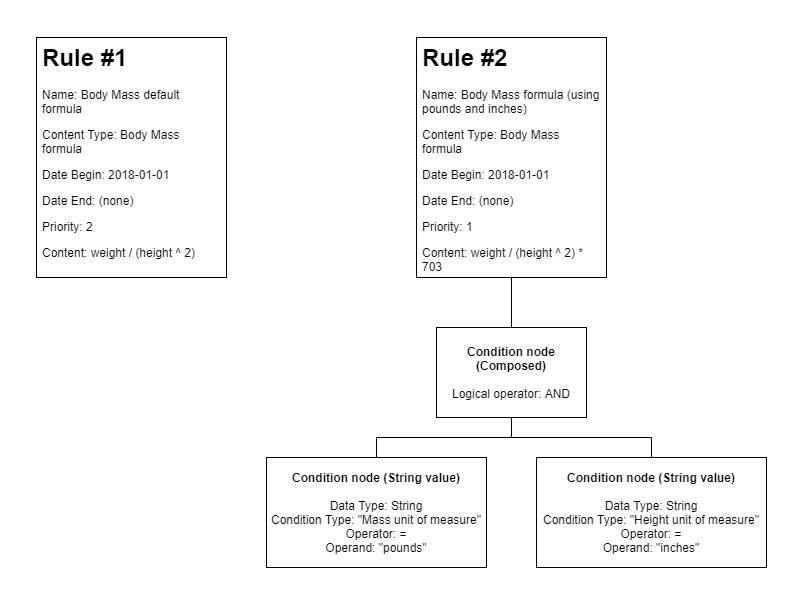 Rule #1
Name: Body Mass default
formula
Content Type: Body Mass
formula
Date Begin: 2018-01-01
Date End: (none)
Priority: 2
Content: weight / (height ^ 2)
Rule #2
Name: Body Mass formula (using
pounds and inches)
Content Type: Body Mass
formula
Date Begin: 2018-01-01
Date End: (none)
Priority: 1
Content: weight / (height ^ 2) *
703
Condition node
(Composed)
Logical operator: AND
Condition node (String value)
Data Type: String
Condition Type: "Mass unit of measure"
Operator: =
Operand: "pounds"
Condition node (String value)
Data Type: String
Condition Type: "Height unit of measure"
Operator: =
Operand: "inches"